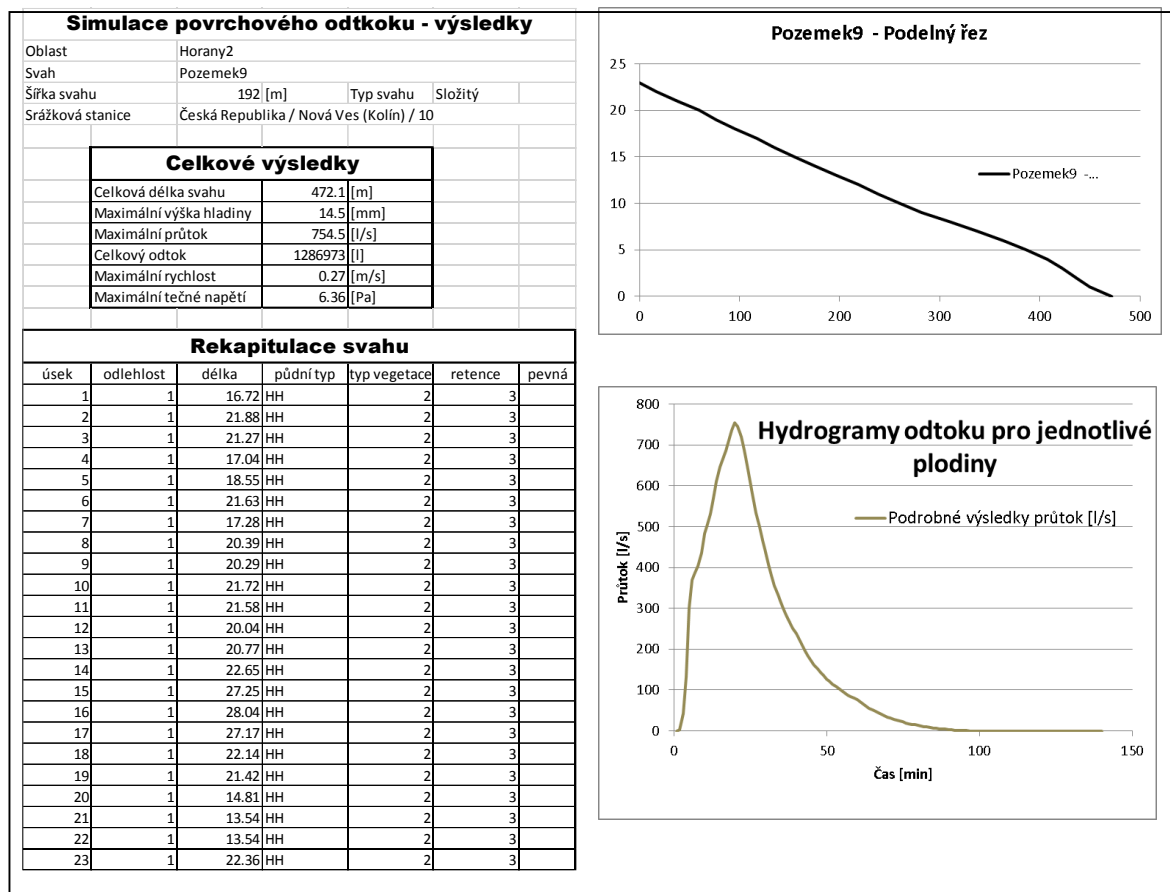 Simulace povrchového odtkoku - výsledky
Oblast Horany2
Svah Pozemek9
Šířka svahu 192 [m] Typ svahu Složitý
Srážková stanice Česká Republika / Nová Ves (Kolín) / 10
Celkové výsledky
Celková délka svahu 472.1 [m]
Maximální výška hladiny 14.5 [mm]
Maximální průtok 754.5 [l/s]
Celkový odtok 1286973 [l]
Maximální rychlost 0.27 [m/s]
Maximální tečné napětí 6.36 [Pa]
Rekapitulace svahu
úsek odlehlost délka půdní typ typ vegetace retence pevná
1 1 16.72 HH 2 3
2 1 21.88 HH 2 3
3 1 21.27 HH 2 3
4 1 17.04 HH 2 3
5 1 18.55 HH 2 3
6 1 21.63 HH 2 3
7 1 17.28 HH 2 3
8 1 20.39 HH 2 3
9 1 20.29 HH 2 3
10 1 21.72 HH 2 3
11 1 21.58 HH 2 3
12 1 20.04 HH 2 3
13 1 20.77 HH 2 3
14 1 22.65 HH 2 3
15 1 27.25 HH 2 3
16 1 28.04 HH 2 3
17 1 27.17 HH 2 3
18 1 22.14 HH 2 3
19 1 21.42 HH 2 3
20 1 14.81 HH 2 3
21 1 13.54 HH 2 3
22 1 13.54 HH 2 3
23 1 22.36 HH 2 3
Pozemek9 - Podelný řez
25
20
15
10
5
0
0 100 200 300 400 500
Pozemek9 -...
Hydrogramy odtoku pro jednotlivé
plodiny
Podrobné výsledky průtok [l/s]
Průtok [l/s]
800
700
600
500
400
300
200
100
0
0 50 100 150
Čas [min]